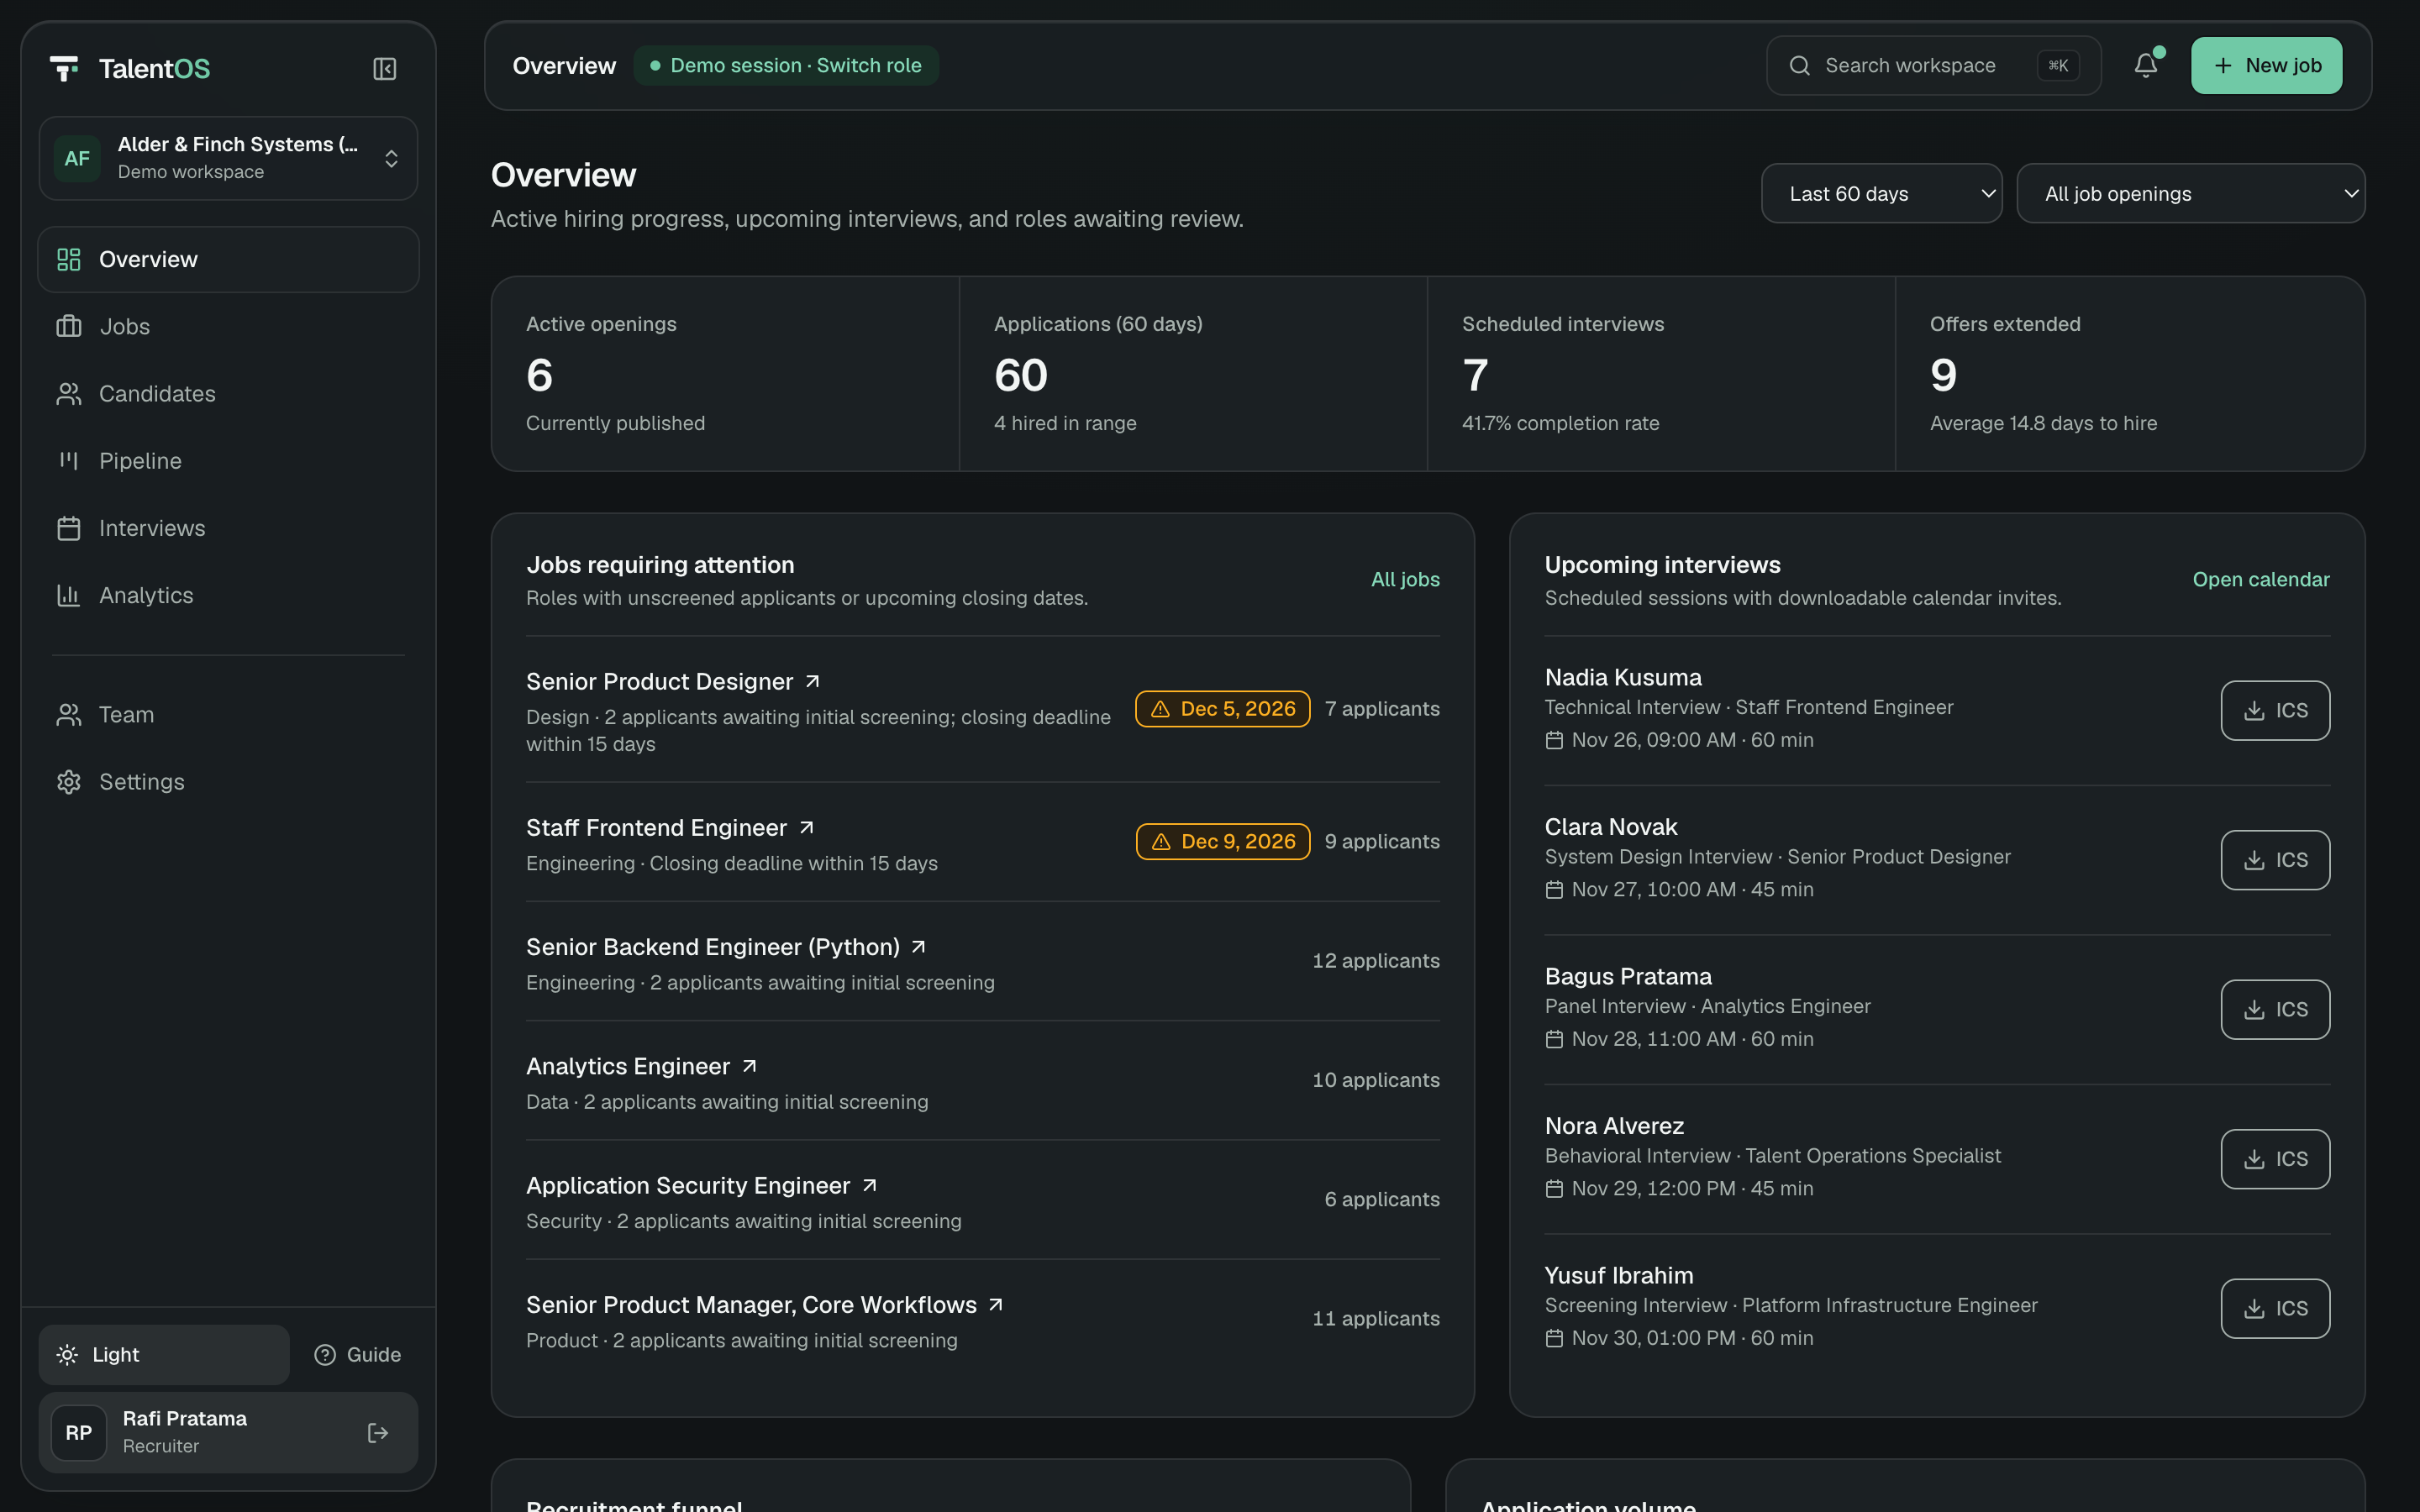 TalentOS
AF
Alder & Finch Systems (...
Demo workspace
Overview
Jobs
Candidates
Pipeline
Interviews
Analytics
Team
Settings
Light
Guide
RP
Rafi Pratama
Recruiter
Overview
Demo session · Switch role
Search workspace
⌘K
New job
Overview
Active hiring progress, upcoming interviews, and roles awaiting review.
Last 60 days
All job openings
Active openings
6
Currently published
Applications (60 days)
60
4 hired in range
Scheduled interviews
7
41.7% completion rate
Offers extended
9
Average 14.8 days to hire
Jobs requiring attention
Roles with unscreened applicants or upcoming closing dates.
All jobs
Senior Product Designer
Design · 2 applicants awaiting initial screening; closing deadline
within 15 days
Dec 5, 2026
7 applicants
Staff Frontend Engineer
Engineering · Closing deadline within 15 days
Dec 9, 2026
9 applicants
Senior Backend Engineer (Python)
Engineering · 2 applicants awaiting initial screening
12 applicants
Analytics Engineer
Data · 2 applicants awaiting initial screening
10 applicants
Application Security Engineer
Security · 2 applicants awaiting initial screening
6 applicants
Senior Product Manager, Core Workflows
Product · 2 applicants awaiting initial screening
11 applicants
Upcoming interviews
Scheduled sessions with downloadable calendar invites.
Open calendar
Nadia Kusuma
Technical Interview · Staff Frontend Engineer
Nov 26, 09:00 AM · 60 min
ICS
Clara Novak
System Design Interview · Senior Product Designer
Nov 27, 10:00 AM · 45 min
ICS
Bagus Pratama
Panel Interview · Analytics Engineer
Nov 28, 11:00 AM · 60 min
ICS
Nora Alverez
Behavioral Interview · Talent Operations Specialist
Nov 29, 12:00 PM · 45 min
ICS
Yusuf Ibrahim
Screening Interview · Platform Infrastructure Engineer
Nov 30, 01:00 PM · 60 min
ICS
Recruitment funnel
Application volume